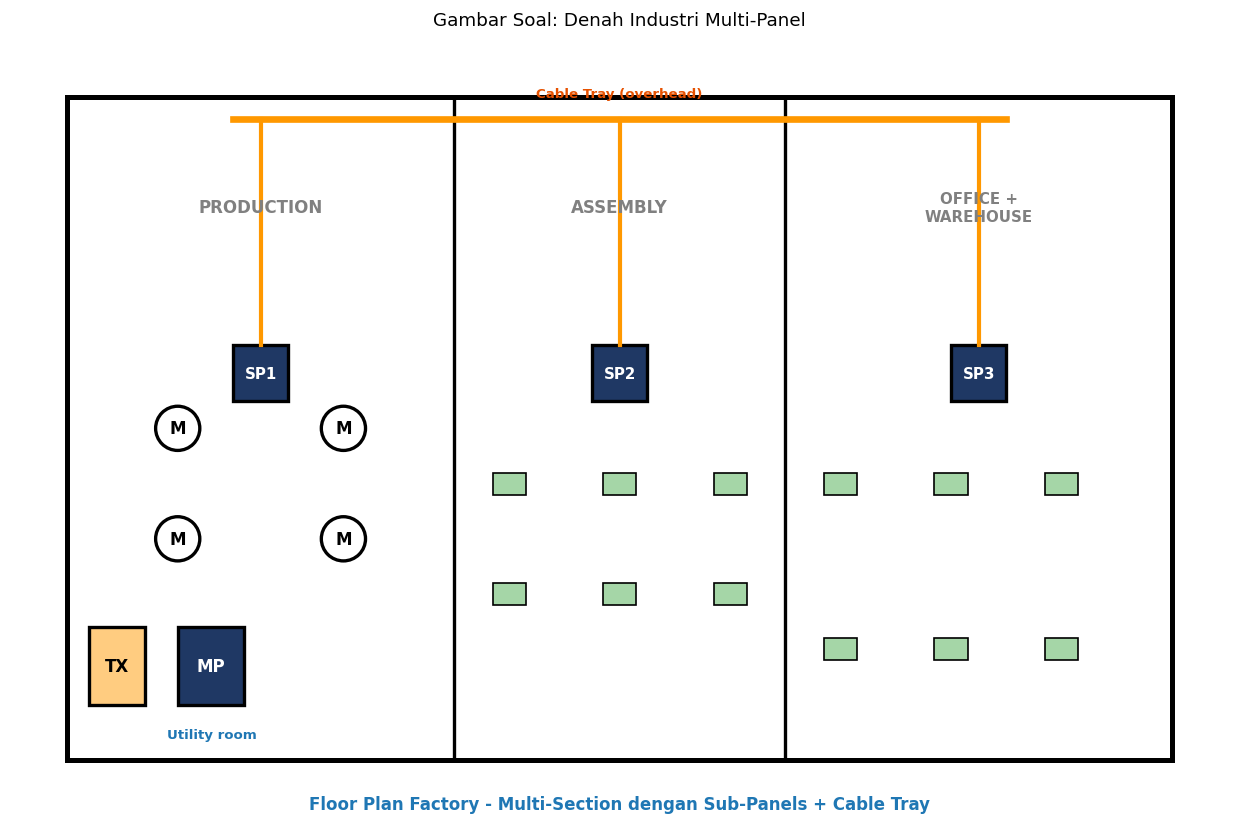 Gambar Soal: Denah Industri Multi-Panel
Cable Tray (overhead)
PRODUCTION
ASSEMBLY
OFFICE +
WAREHOUSE
SP1
SP2
SP3
M
M
M
M
TX
MP
Utility room
Floor Plan Factory - Multi-Section dengan Sub-Panels + Cable Tray